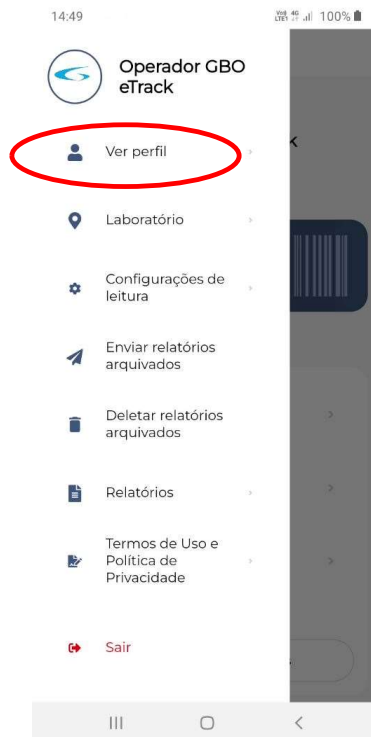 14:49
100%
Operador GBO
eTrack
Ver perfil
Laboratório
Configurações de
leitura
Enviar relatórios
arquivados
Deletar relatórios
arquivados
Relatórios
Termos de Uso e
Política de
Privacidade
Sair